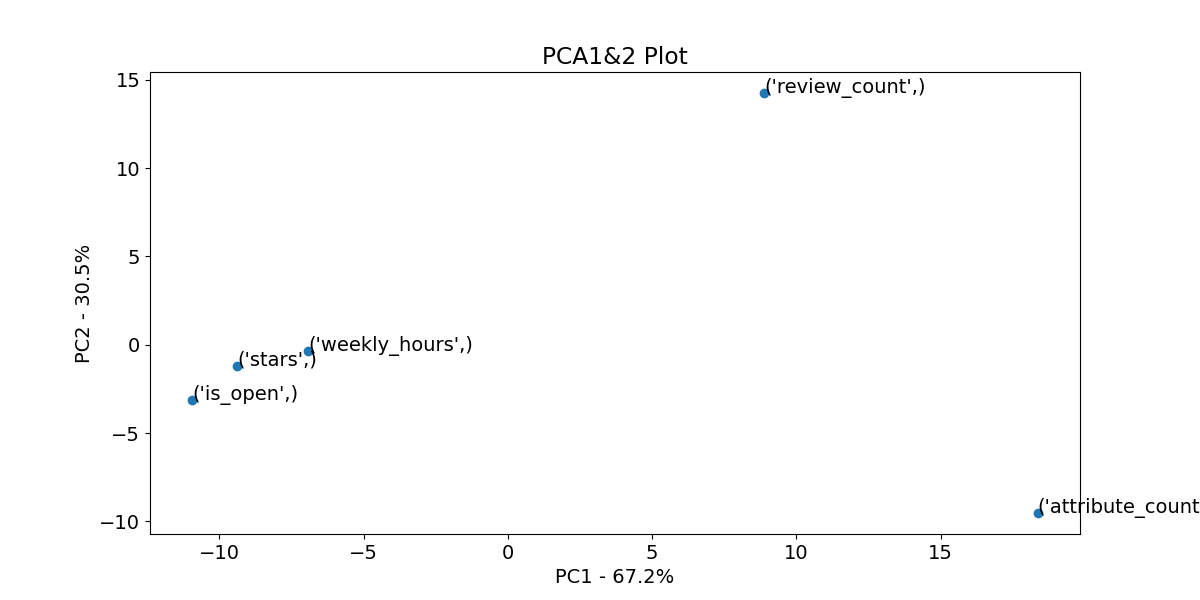 PCA1&2 Plot
15
10
5
0
−5
−10
('review_count',)
('weekly_hours',)
('stars',)
('is_open',)
('attribute_count
PC2 - 30.5%
−10
−5
0
5
10
15
PC1 - 67.2%